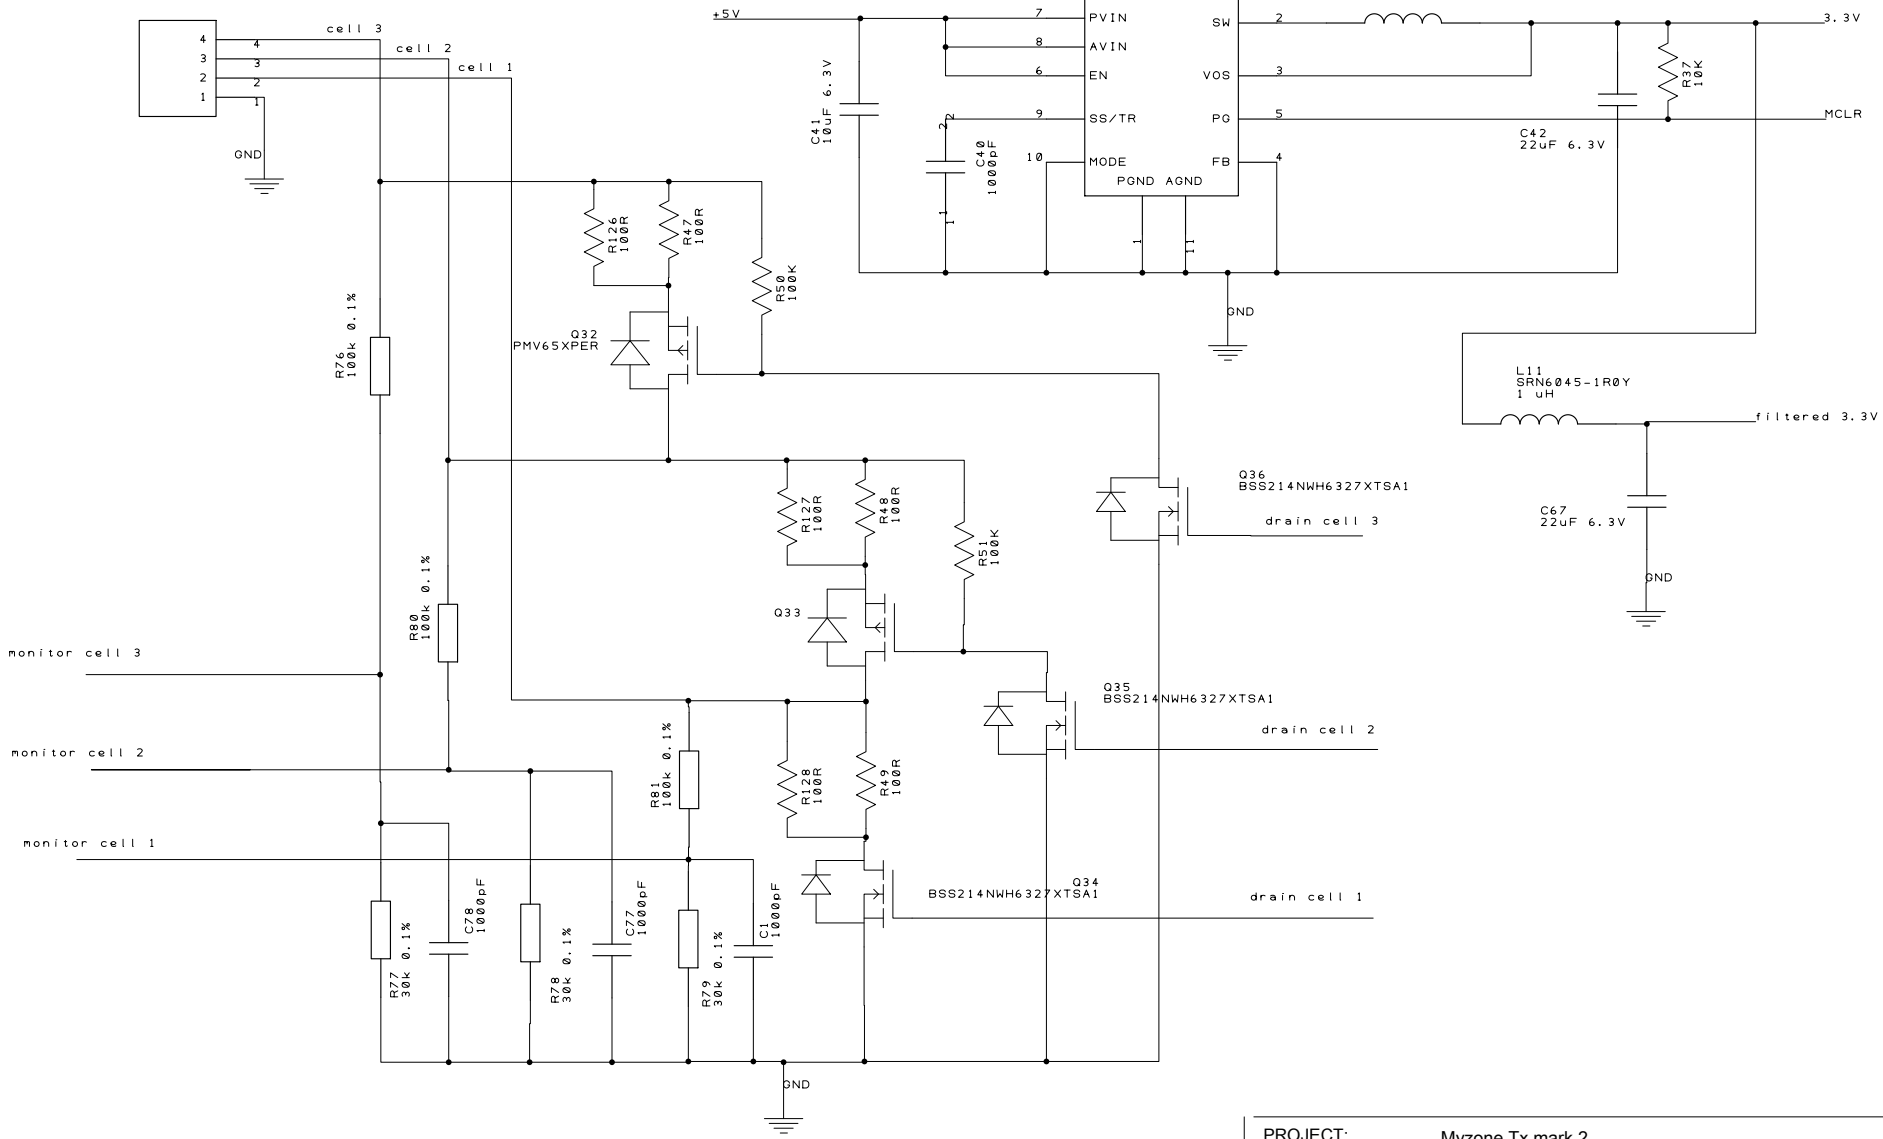 cell 3
cell 2
cell 1
4 4
3 3
2 2
1 1
GND
+5V
7 PVIN
8 AVIN
6 EN
9 SS/TR
10 MODE
PGND AGND
1 11
SW 2
VOS 3
PG 5
FB 4
3.3V
MCLR
R37
10K
C41
10uF 6.3V
2 2
C40
1000pF
1 1
C42
22uF 6.3V
GND
R126
100R
R47
100R
R50
100K
Q32
PMV65XPER
R76
100k 0.1%
L11
SRN6045-1R0Y
1 uH
filtered 3.3V
C67
22uF 6.3V
GND
R127
100R
R48
100R
R51
100K
Q36
BSS214NWH6327XTSA1
drain cell 3
R80
100k 0.1%
Q33
monitor cell 3
Q35
BSS214NWH6327XTSA1
drain cell 2
monitor cell 2
R81
100k 0.1%
R128
100R
R49
100R
monitor cell 1
Q34
BSS214NWH6327XTSA1
drain cell 1
R77
30k 0.1%
C78
1000pF
R78
30k 0.1%
C77
1000pF
R79
30k 0.1%
C1
1000pF
GND
PROJECT: Myzone Tx mark 2